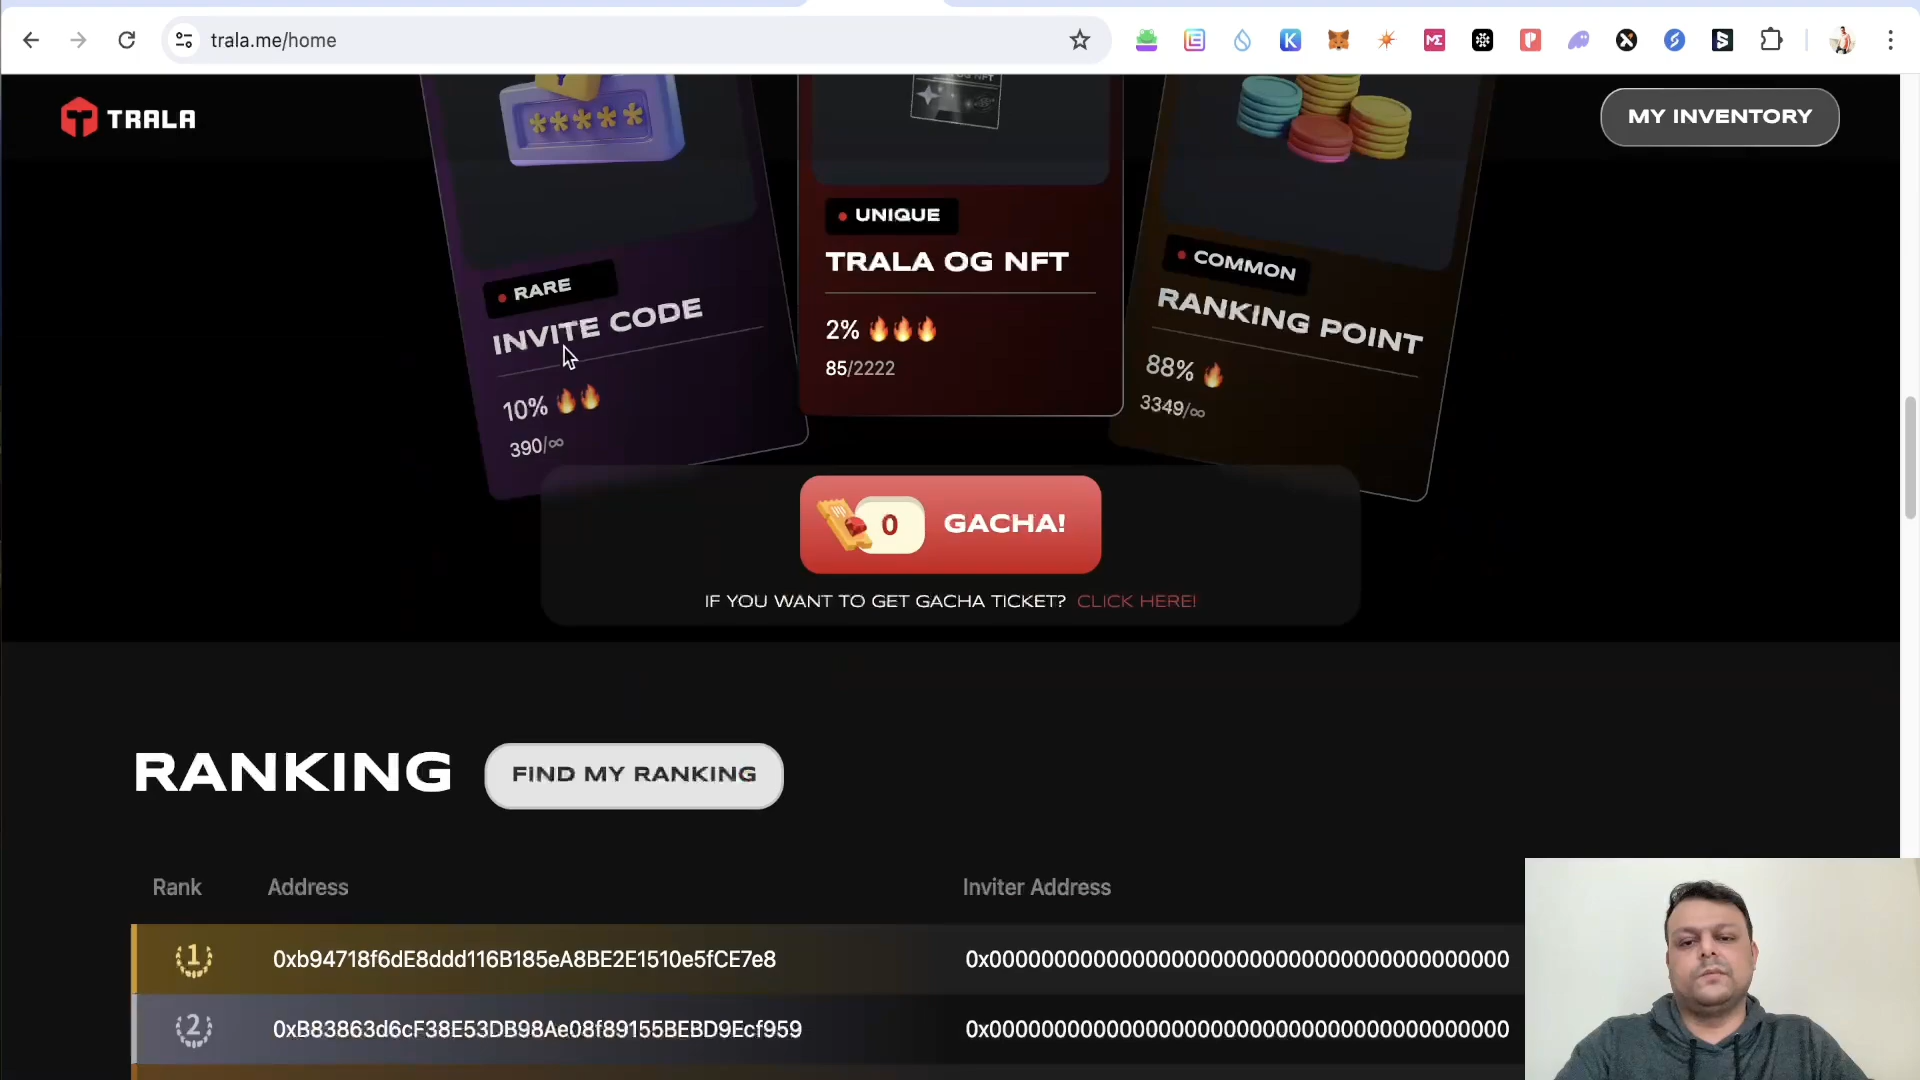 trala.me/home
TRALA
MY INVENTORY
*****
RARE
INVITE CODE
10%
390/∞
UNIQUE
TRALA OG NFT
2%
85/2222
COMMON
RANKING POINT
88%
3349/∞
0 GACHA!
IF YOU WANT TO GET GACHA TICKET? CLICK HERE!
RANKING
FIND MY RANKING
Rank Address Inviter Address
1 0xb94718f6dE8ddd116B185eA8BE2E1510e5fCE7e8 0x0000000000000000000000000000000000000000
2 0xB83863d6cF38E53DB98Ae08f89155BEBD9Ecf959 0x0000000000000000000000000000000000000000